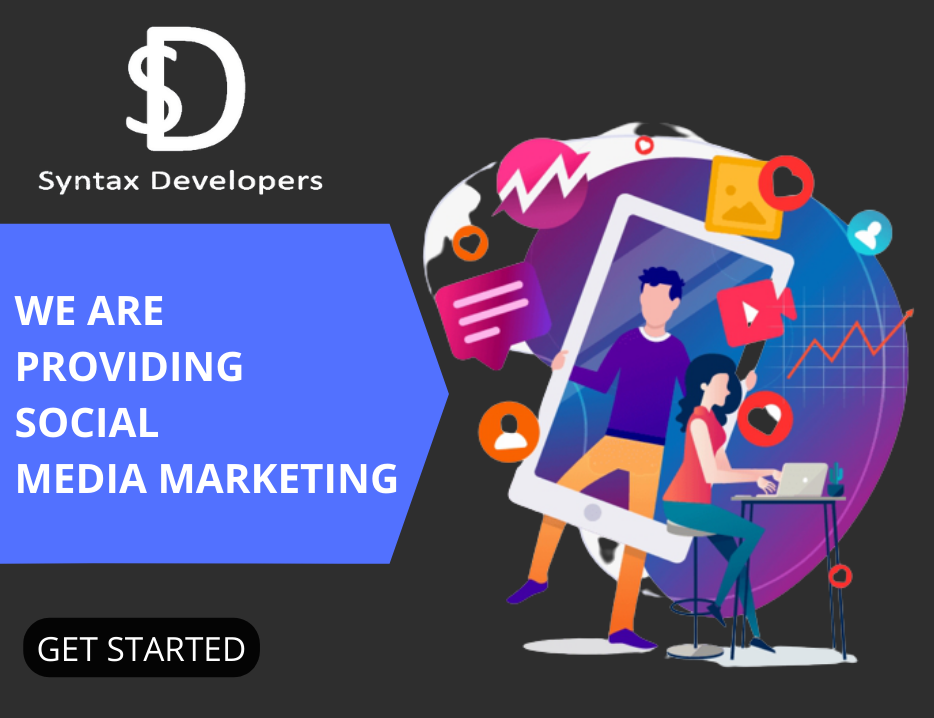 SD
Syntax Developers
WE ARE
PROVIDING
SOCIAL
MEDIA MARKETING
GET STARTED